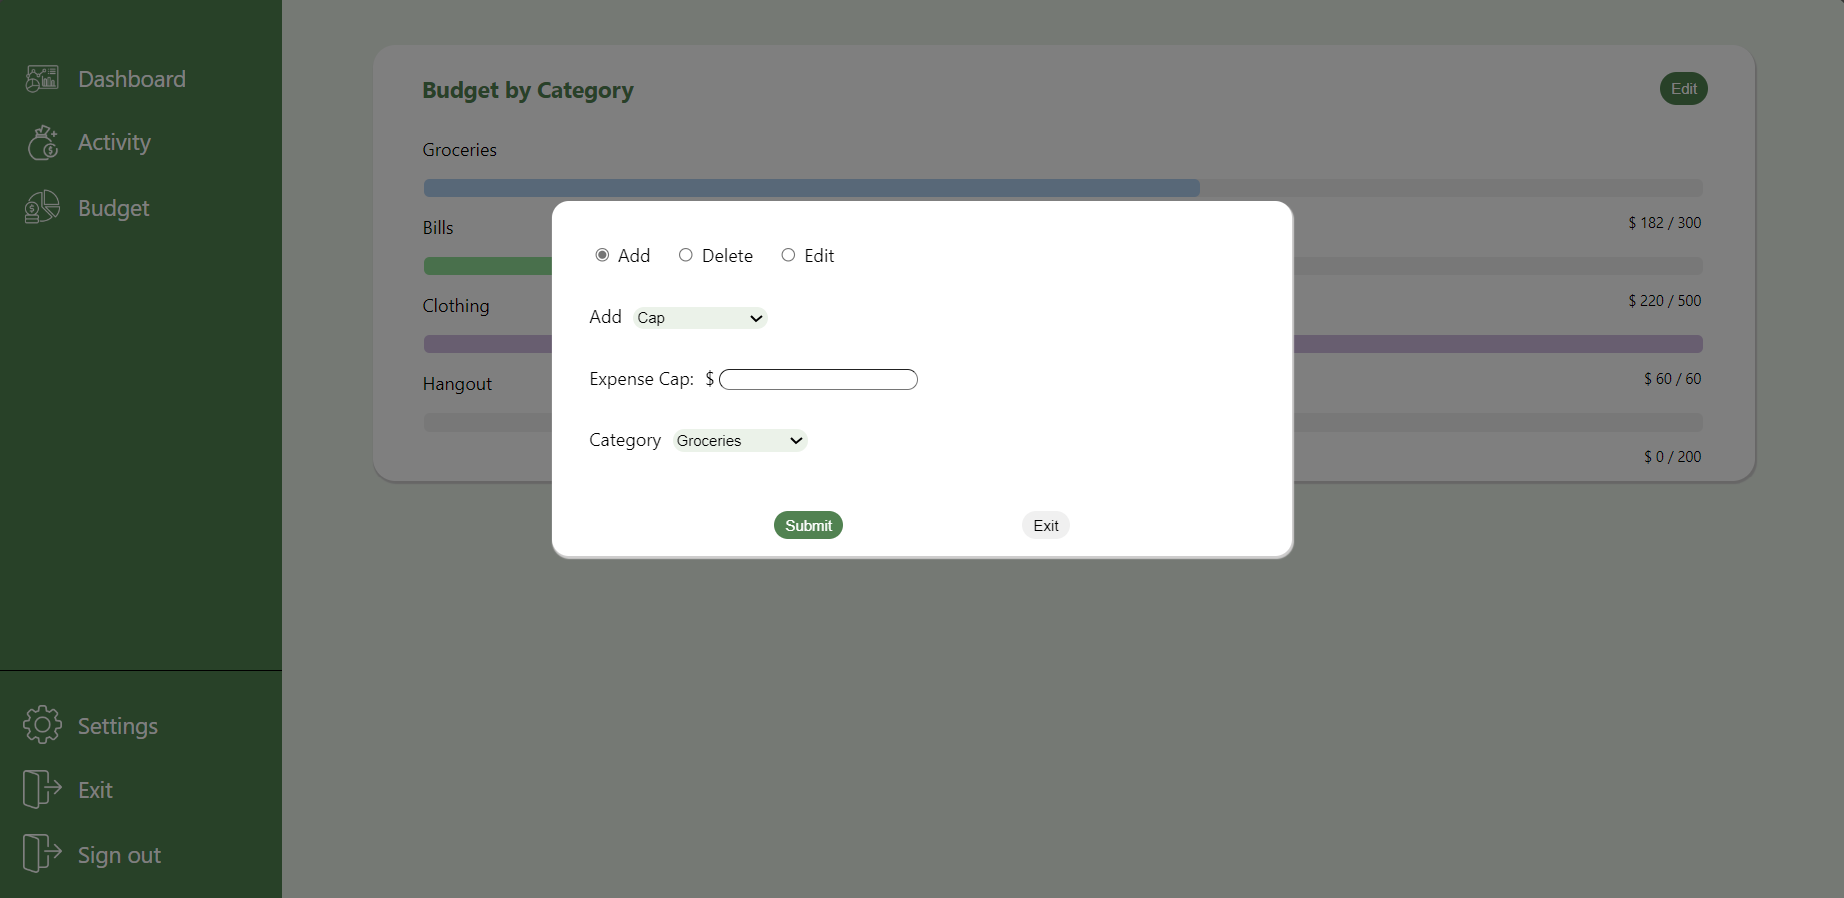 Dashboard
Activity
Budget
Settings
Exit
Sign out
Budget by Category
Edit
Groceries
$ 182 / 300
Bills
$ 220 / 500
Clothing
$ 60 / 60
Hangout
$ 0 / 200
Add Delete Edit
Add Cap
Expense Cap: $
Category Groceries
Submit Exit